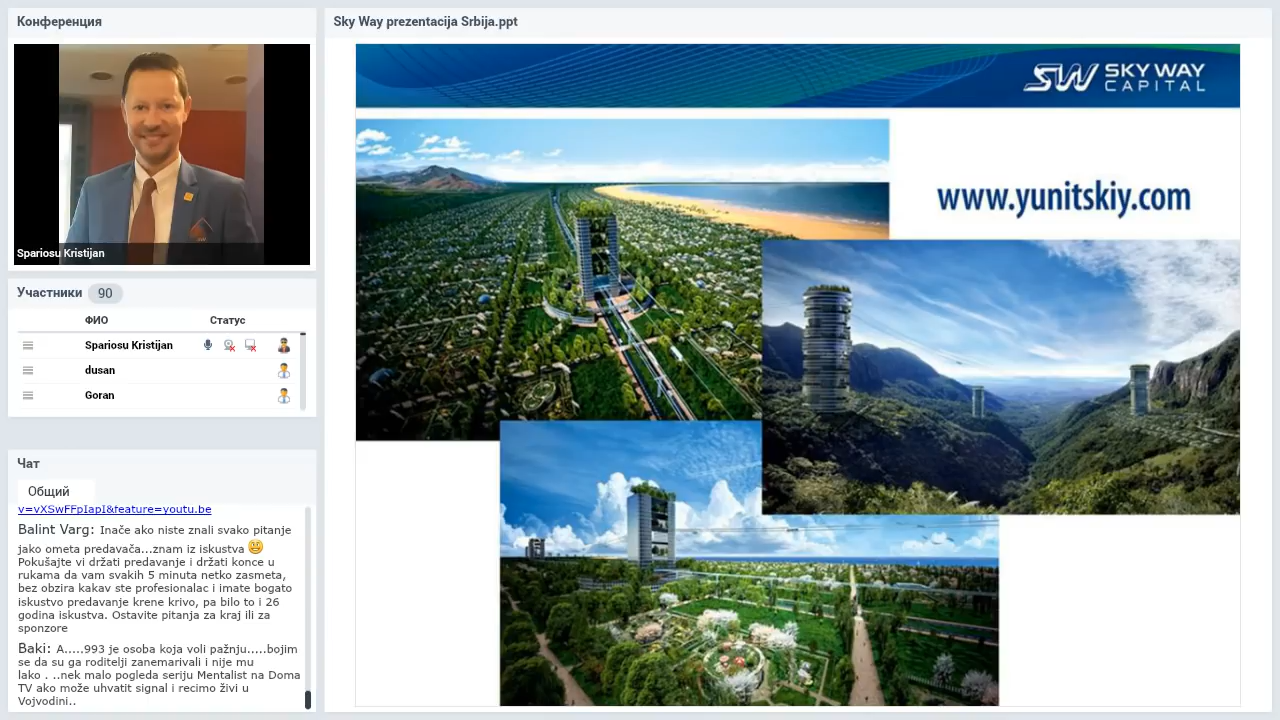 Конференция
Spariosu Kristijan
Участники 90
ФИО Статус
Spariosu Kristijan
dusan
Goran
Чат
Общий
v=vXSwFFpIapI&feature=youtu.be
Balint Varg: Inače ako niste znali svako pitanje
jako ometa predavača...znam iz iskustva
Pokušajte vi držati predavanje i držati konce u
rukama da vam svakih 5 minuta netko zasmeta,
bez obzira kakav ste profesionalac i imate bogato
iskustvo predavanje krene krivo, pa bilo to i 26
godina iskustva. Ostavite pitanja za kraj ili za
sponzore
Baki: A.....993 je osoba koja voli pažnju.....bojim
se da su ga roditelji zanemarivali i nije mu
lako . ..nek malo pogleda seriju Mentalist na Doma
TV ako može uhvatit signal i recimo živi u
Vojvodini..
Sky Way prezentacija Srbija.ppt
SW SKY WAY
CAPITAL
www.yunitskiy.com